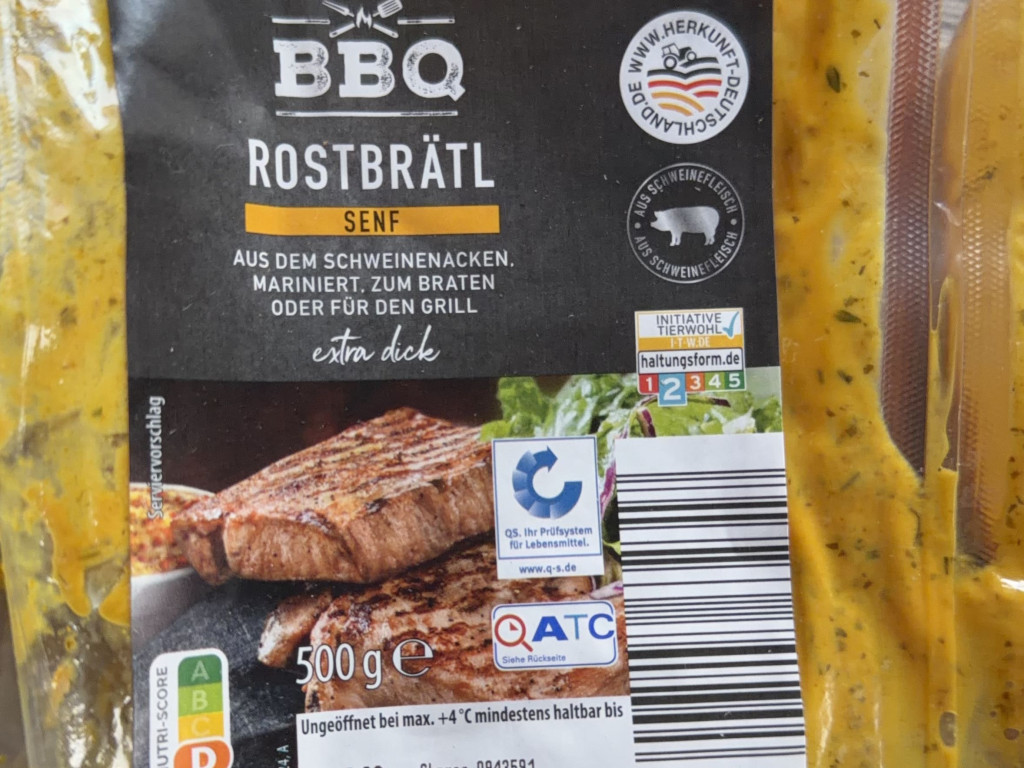 BBQ
ROSTBRÄTL
SENF
AUS DEM SCHWEINENACKEN,
MARINIERT, ZUM BRATEN
ODER FÜR DEN GRILL
extra dick
WWW.HERKUNFT-DEUTSCHLAND.DE
AUS SCHWEINEFLEISCH
AUS SCHWEINEFLEISCH
INITIATIVE
TIERWOHL
I-T-W.DE
haltungsform.de
1 2 3 4 5
Serviervorschlag
QS. Ihr Prüfsystem
für Lebensmittel.
www.q-s.de
QATC
Siehe Rückseite
500 g e
UTRI-SCORE
A
B
C
D
Ungeöffnet bei max. +4 °C mindestens haltbar bis